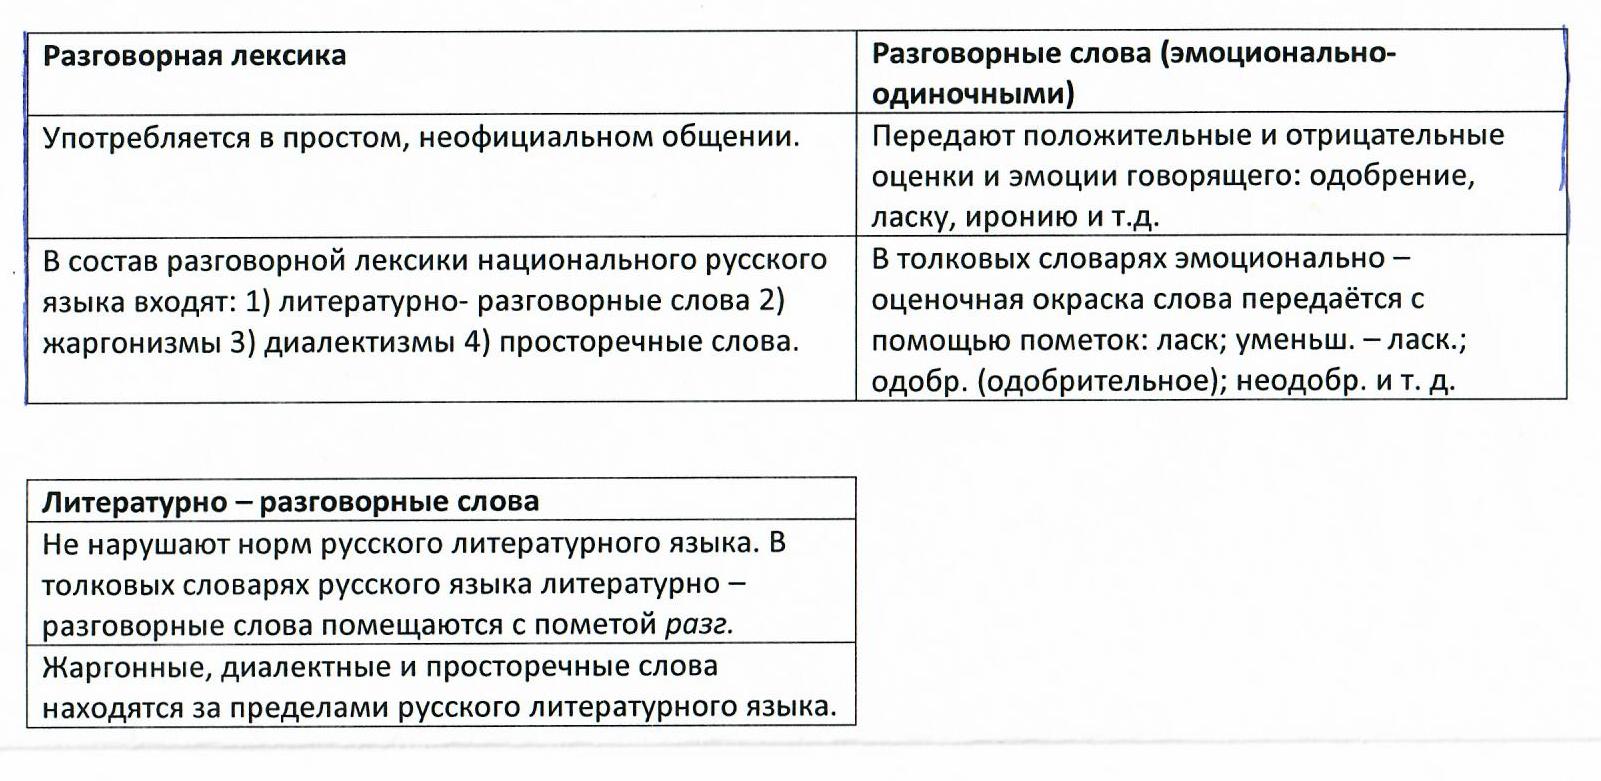 Разговорная лексика
Разговорные слова (эмоционально-
одиночными)
Употребляется в простом, неофициальном общении.
Передают положительные и отрицательные
оценки и эмоции говорящего: одобрение,
ласку, иронию и т.д.
В состав разговорной лексики национального русского
языка входят: 1) литературно- разговорные слова 2)
жаргонизмы 3) диалектизмы 4) просторечные слова.
В толковых словарях эмоционально –
оценочная окраска слова передаётся с
помощью пометок: ласк; уменьш. – ласк.;
одобр. (одобрительное); неодобр. и т. д.
Литературно – разговорные слова
Не нарушают норм русского литературного языка. В
толковых словарях русского языка литературно –
разговорные слова помещаются с пометой разг.
Жаргонные, диалектные и просторечные слова
находятся за пределами русского литературного языка.